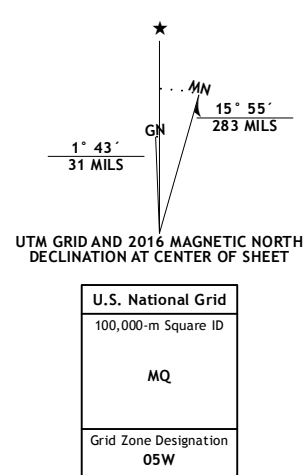 ★
MN
GN
15° 55´
283 MILS
1° 43´
31 MILS
UTM GRID AND 2016 MAGNETIC NORTH
DECLINATION AT CENTER OF SHEET
U.S. National Grid
100,000-m Square ID
MQ
Grid Zone Designation
05W